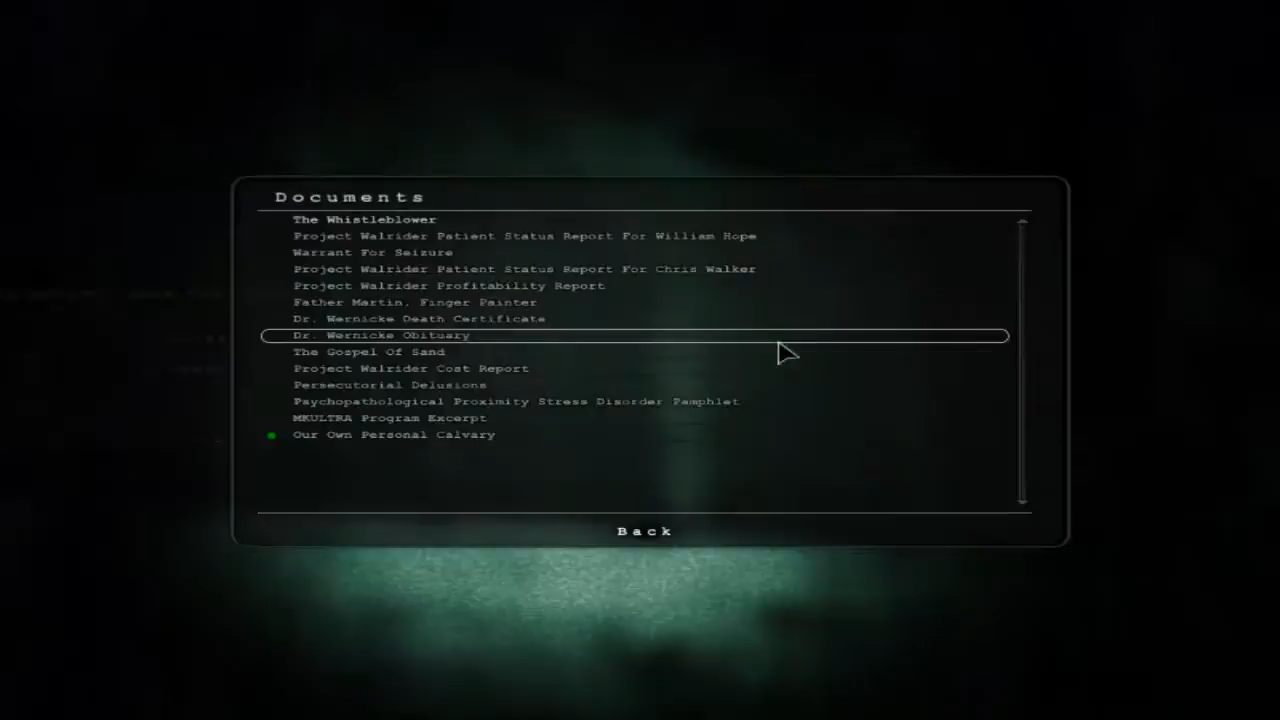 Documents
The Whistleblower
Project Walrider Patient Status Report For William Hope
Warrant For Seizure
Project Walrider Patient Status Report For Chris Walker
Project Walrider Profitability Report
Father Martin, Finger Painter
Dr. Wernicke Death Certificate
Dr. Wernicke Obituary
The Gospel Of Sand
Project Walrider Cost Report
Persecutorial Delusions
Psychopathological Proximity Stress Disorder Pamphlet
MKULTRA Program Excerpt
Our Own Personal Calvary
Back